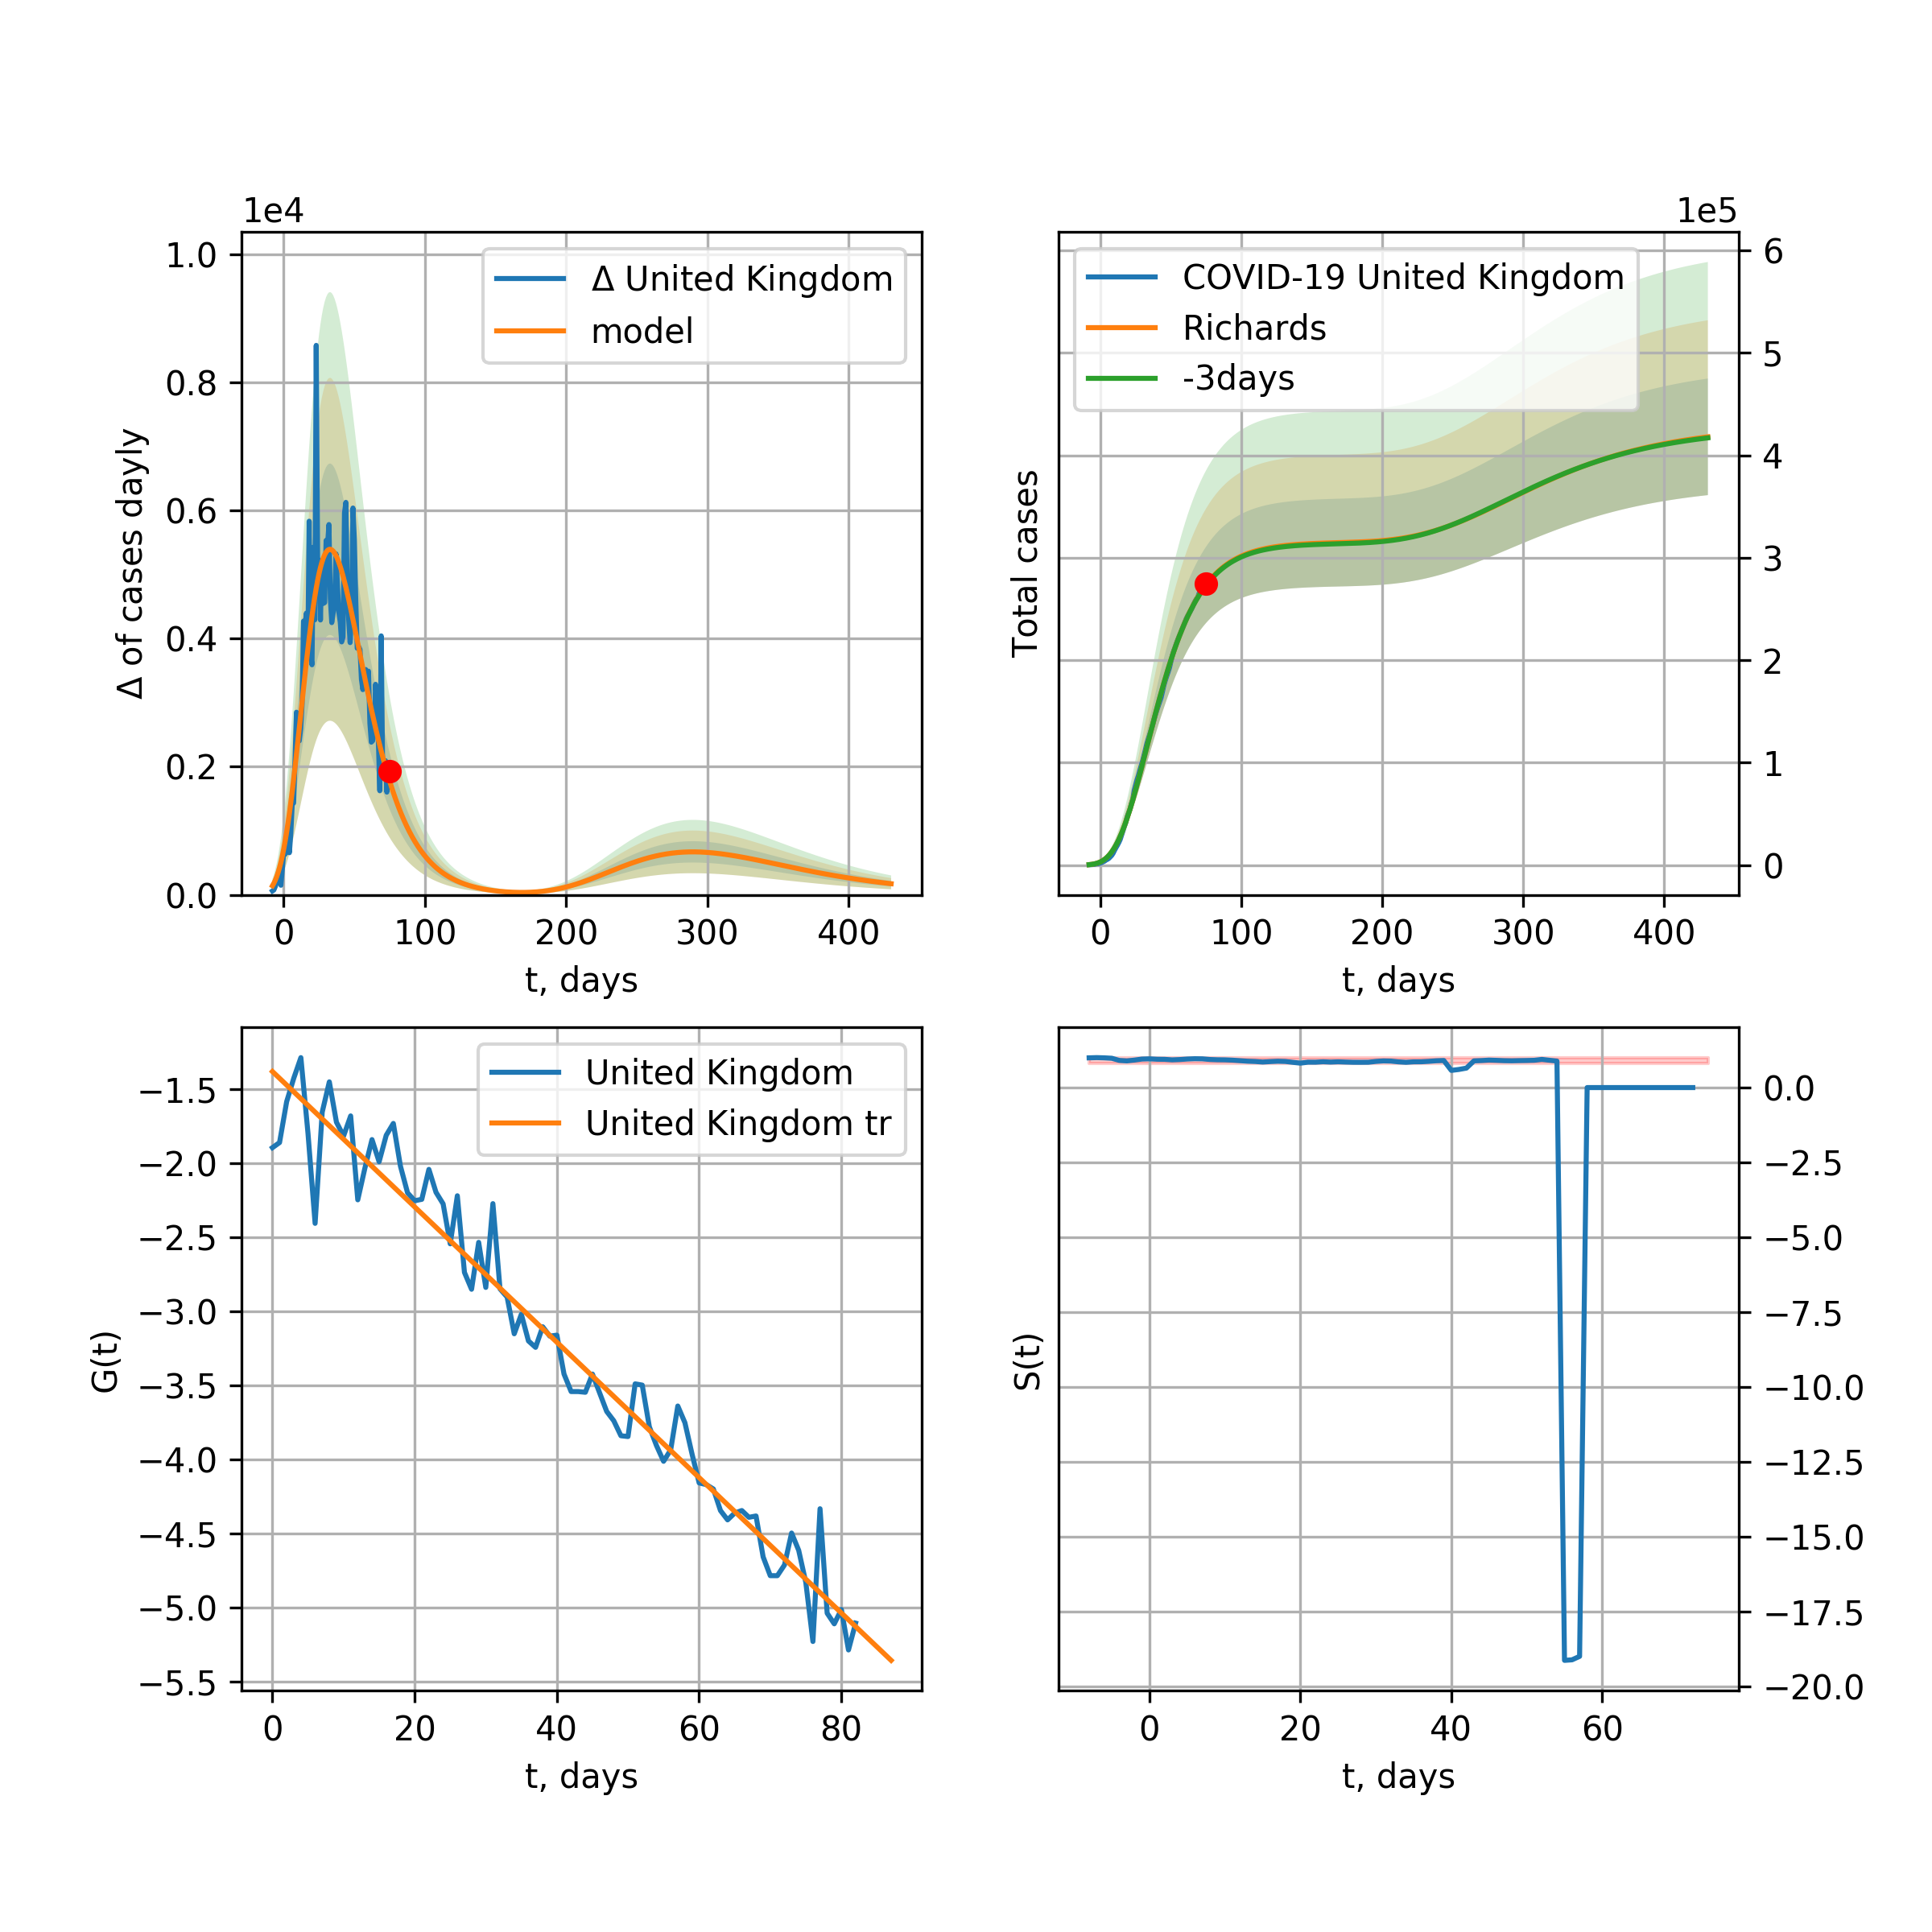 1e4
1.0
0.8
0.6
0.4
0.2
0.0
Δ of cases dayly
Δ United Kingdom
model
0 100 200 300 400
t, days
1e5
COVID-19 United Kingdom
Richards
-3days
Total cases
6
5
4
3
2
1
0
0 100 200 300 400
t, days
−1.5
−2.0
−2.5
−3.0
−3.5
−4.0
−4.5
−5.0
−5.5
G(t)
United Kingdom
United Kingdom tr
0 20 40 60 80
t, days
S(t)
0.0
−2.5
−5.0
−7.5
−10.0
−12.5
−15.0
−17.5
−20.0
0 20 40 60
t, days